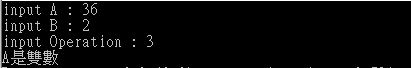 input A : 36
input B : 2
input Operation : 3
A是雙數